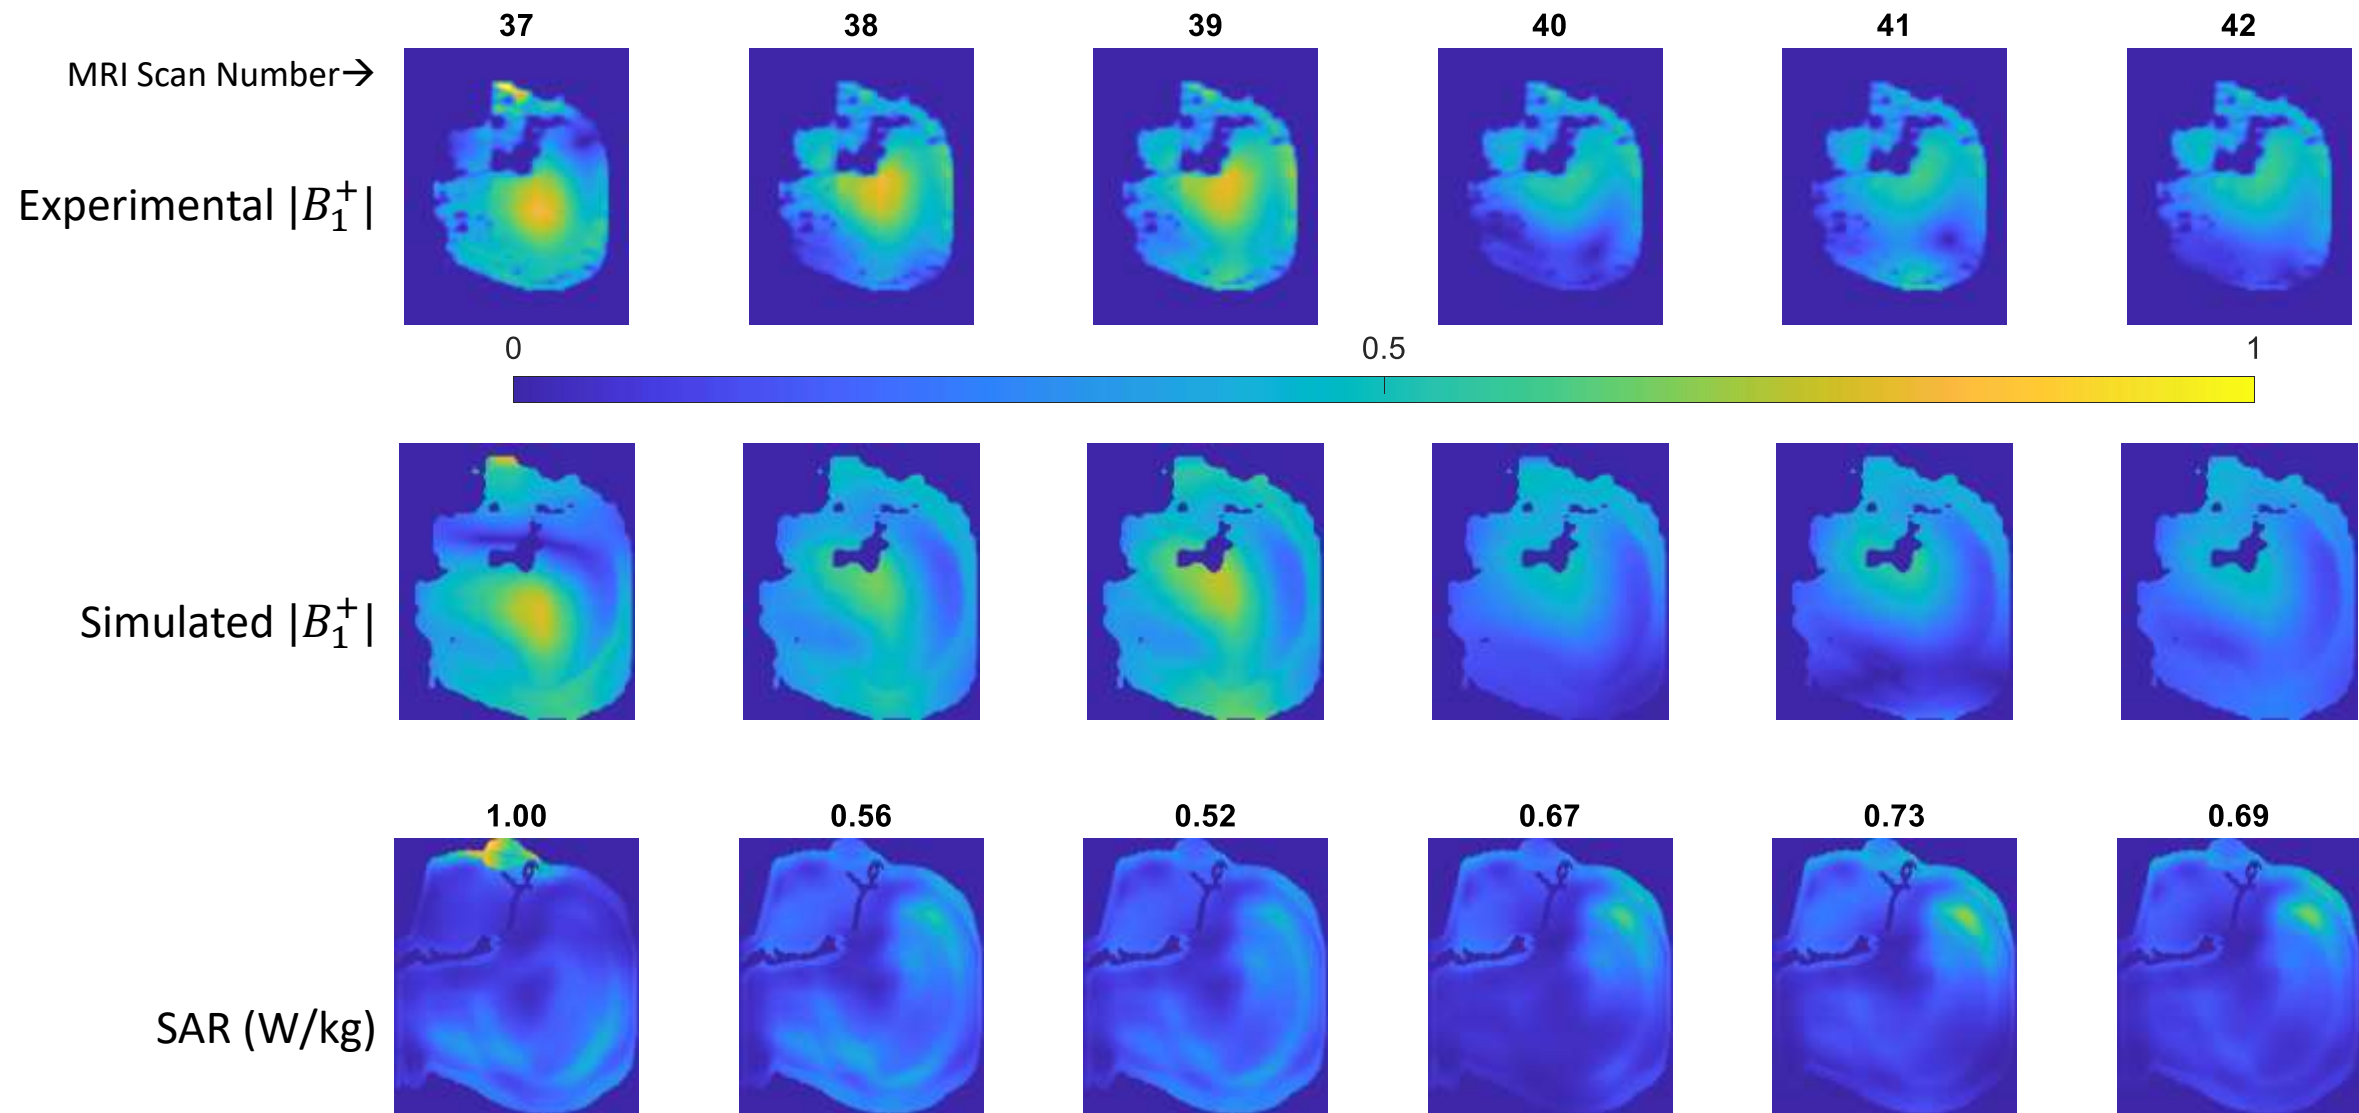 37 38 39 40 41 42
MRI Scan Number→
Experimental |B₁⁺|
0 0.5 1
Simulated |B₁⁺|
1.00 0.56 0.52 0.67 0.73 0.69
SAR (W/kg)